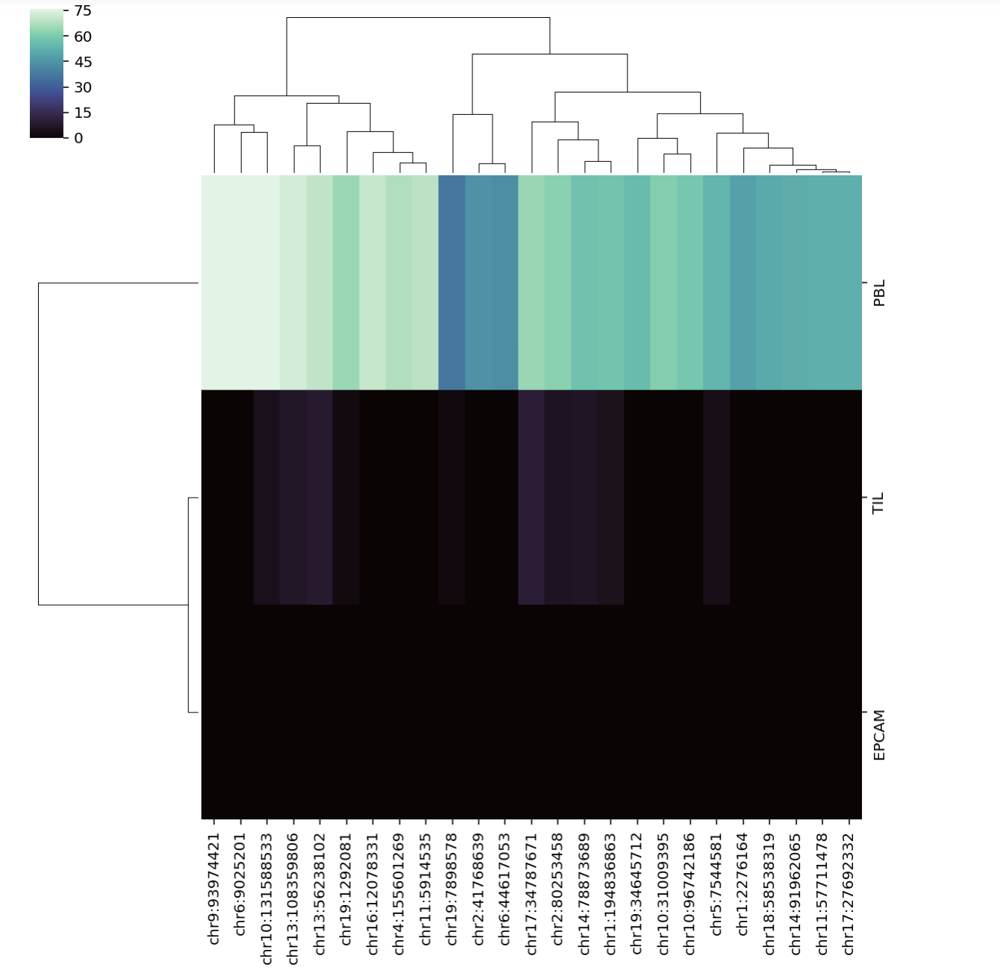 75
60
45
30
15
0
PBL
TIL
EPCAM
chr9:93974421
chr6:9025201
chr10:131588533
chr13:108359806
chr13:56238102
chr19:1292081
chr16:12078331
chr4:155601269
chr11:5914535
chr19:7898578
chr2:41768639
chr6:44617053
chr17:34787671
chr2:80253458
chr14:78873689
chr1:194836863
chr19:34645712
chr10:31009395
chr10:96742186
chr5:7544581
chr1:2276164
chr18:58538319
chr14:91962065
chr11:57711478
chr17:27692332